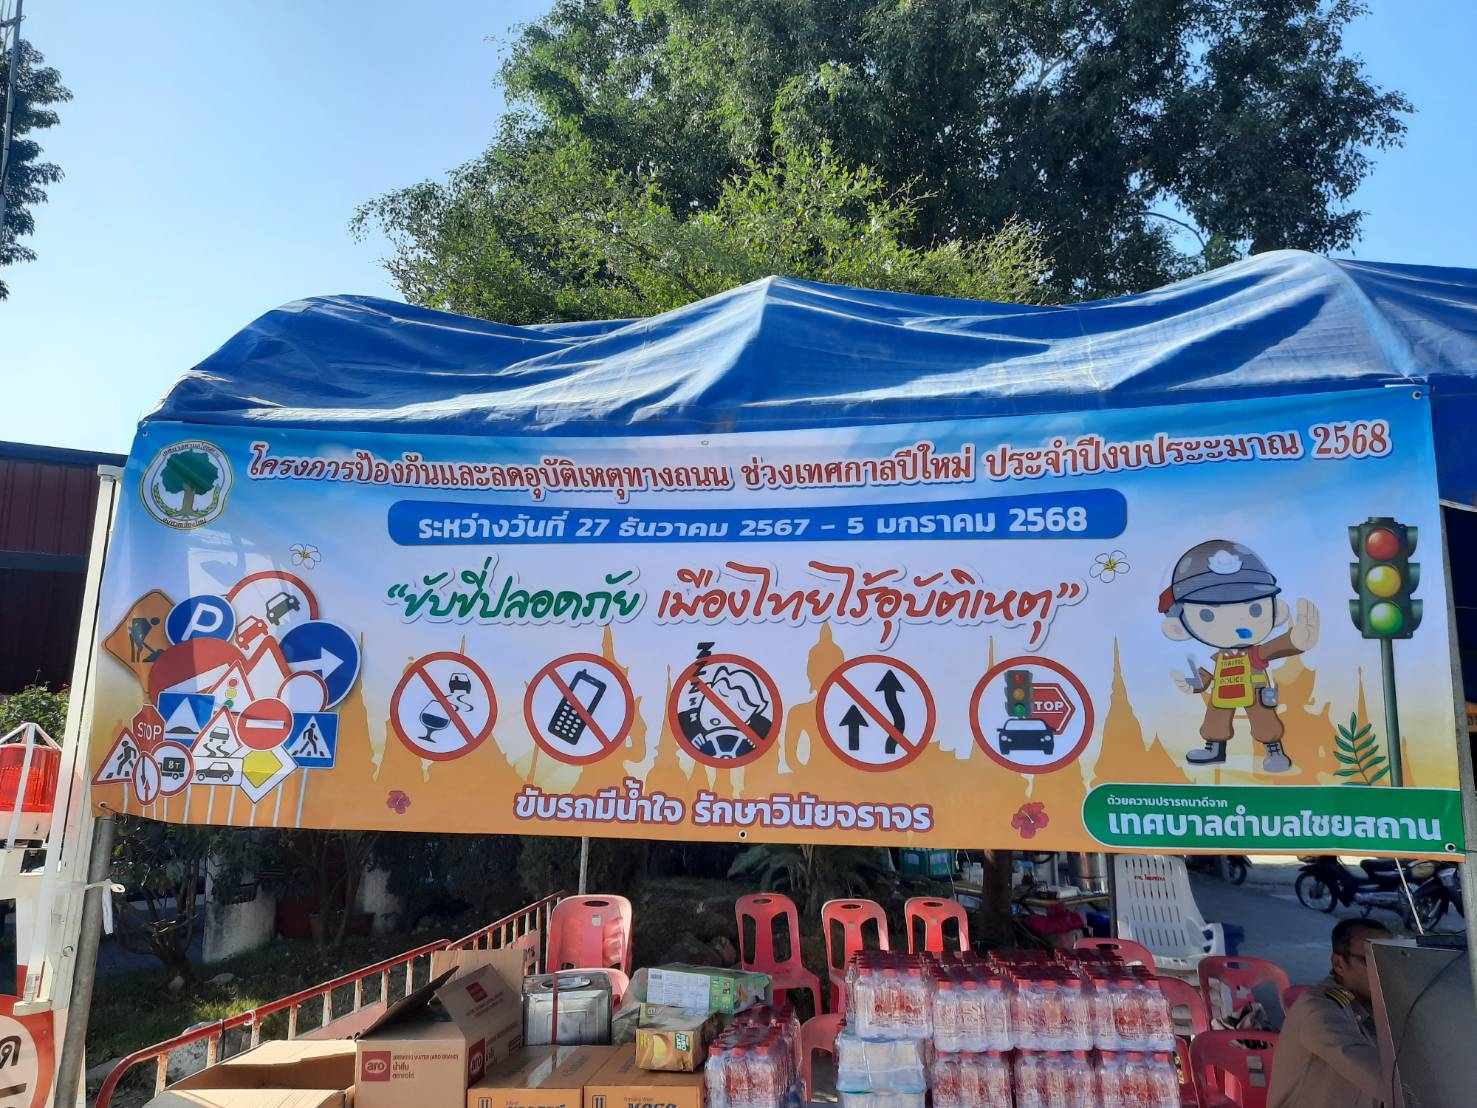 โครงการป้องกันและลดอุบัติเหตุทางถนน ช่วงเทศกาลปีใหม่ ประจำปีงบประะมาณ 2568
ระหว่างวันที่ 27 ธันวาคม 2567 - 5 มกราคม 2568
"ขับขี่ปลอดภัย เมืองไทยไร้อุบัติเหตุ"
P
STOP
8T
TOP
TRAFFIC
POLICE
ขับรถมีน้ำใจ รักษาวินัยจราจร
ด้วยความปรารถนาดีจาก
เทศบาลตำบลไชยสถาน
aro
น้ำดื่ม
aro